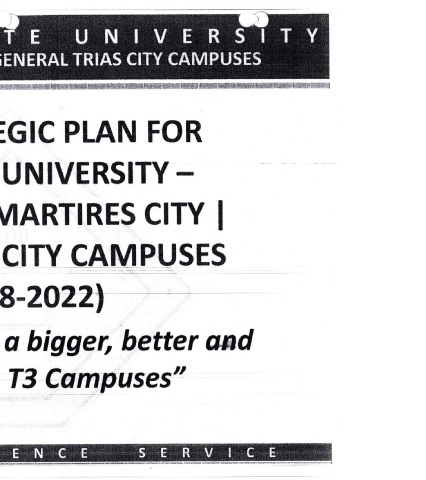 TE UNIVERSITY
GENERAL TRIAS CITY CAMPUSES
EGIC PLAN FOR
UNIVERSITY –
MARTIRES CITY |
CITY CAMPUSES
8-2022)
a bigger, better and
T3 Campuses”
ENCE SERVICE